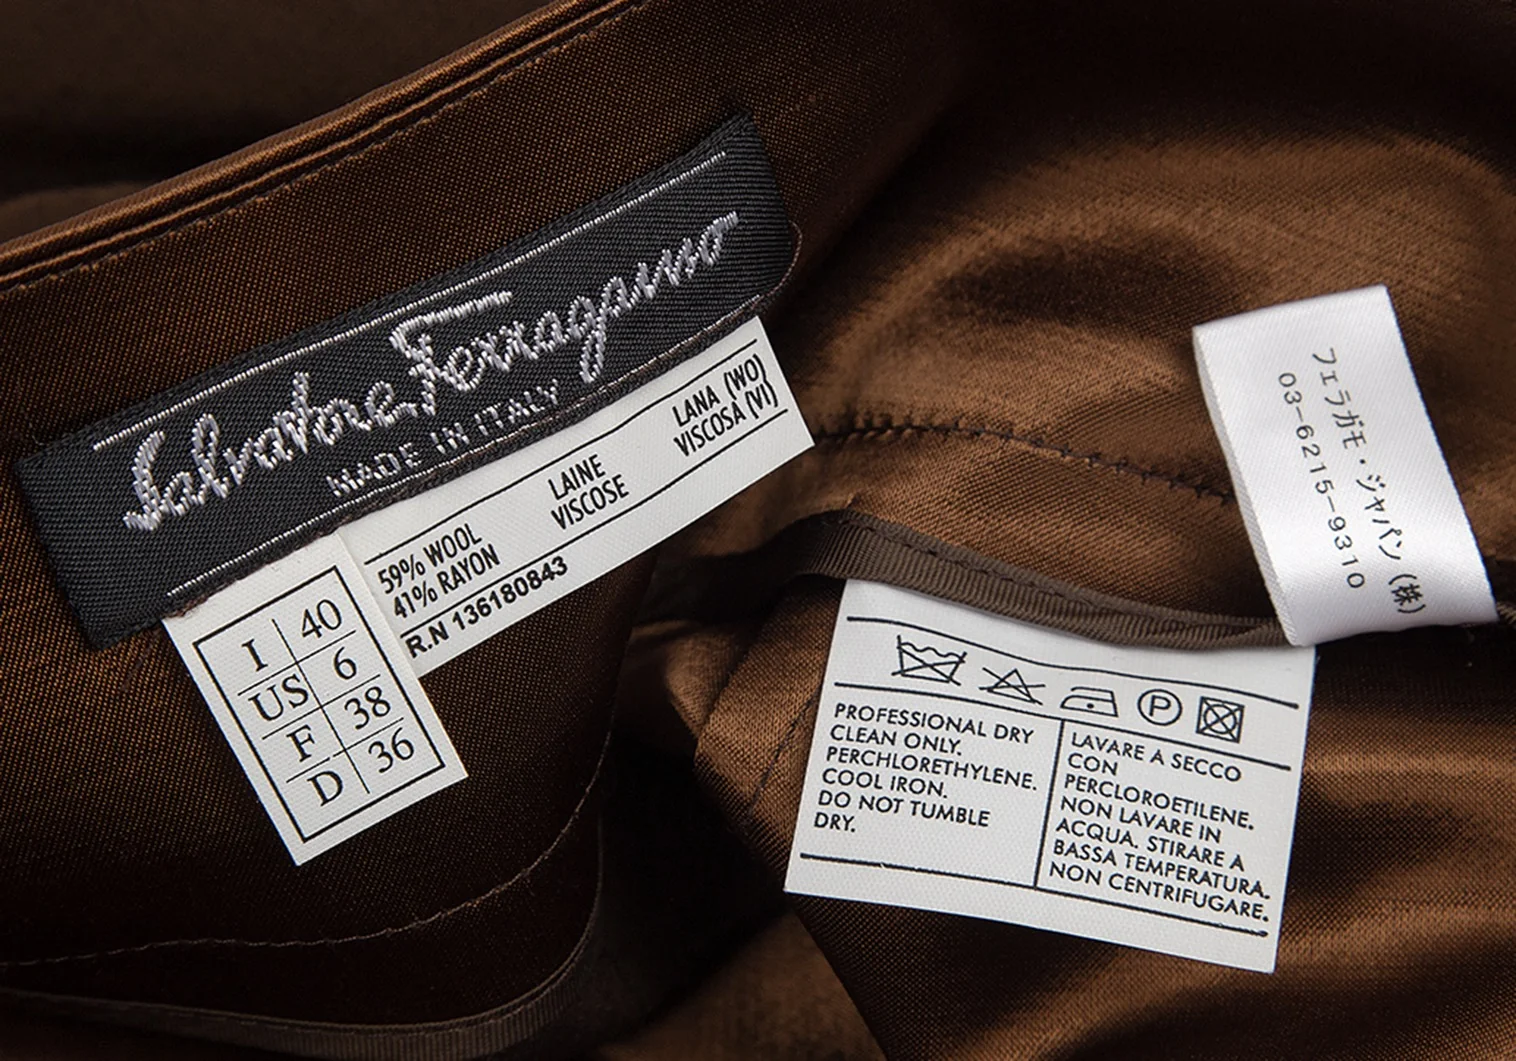 Salvatore Ferragamo
MADE IN ITALY
59% WOOL
41% RAYON
LAINE
VISCOSE
LANA (WO)
VISCOSA (VI)
R.N 136180843
I 40
US 6
F 38
D 36
フェラガモ・ジャパン(株)
03-6215-9310
P
PROFESSIONAL DRY
CLEAN ONLY.
PERCHLORETHYLENE.
COOL IRON.
DO NOT TUMBLE
DRY.
LAVARE A SECCO
CON
PERCLOROETILENE.
NON LAVARE IN
ACQUA. STIRARE A
BASSA TEMPERATURA.
NON CENTRIFUGARE.